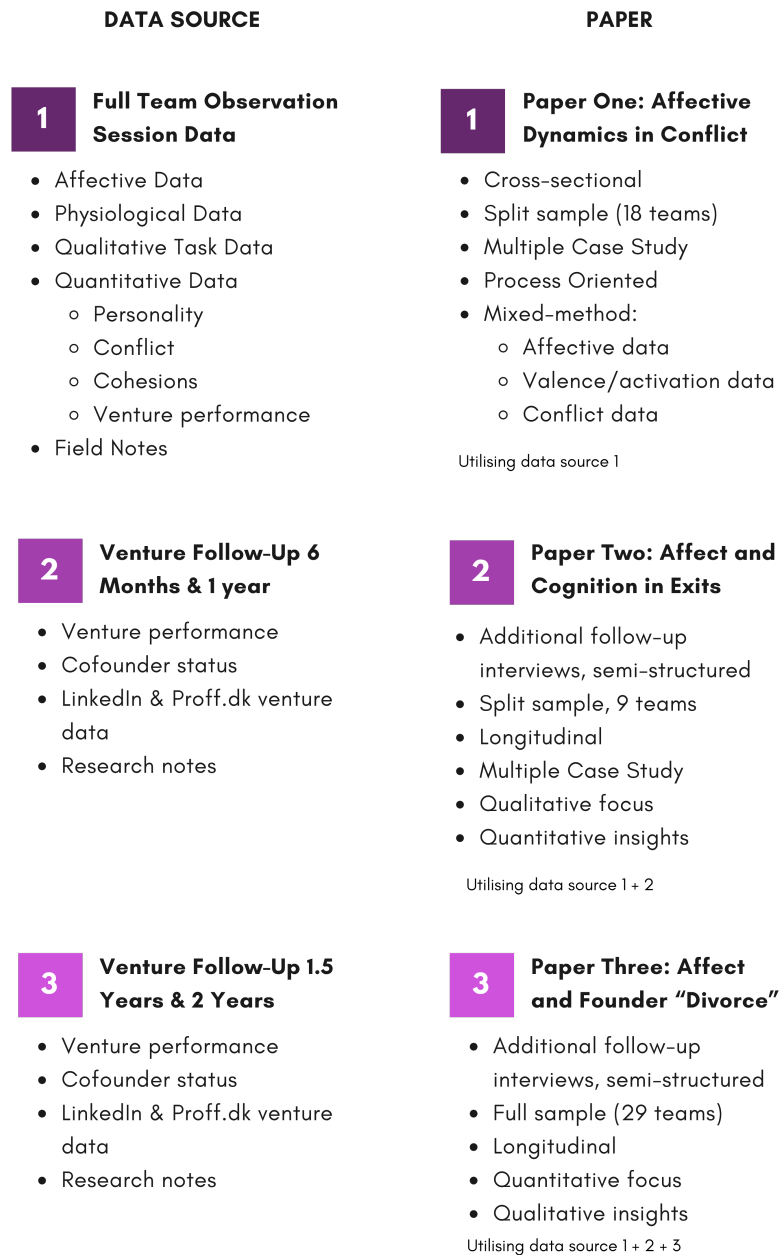 DATA SOURCE
PAPER
1
Full Team Observation
Session Data
• Affective Data
• Physiological Data
• Qualitative Task Data
• Quantitative Data
◦ Personality
◦ Conflict
◦ Cohesions
◦ Venture performance
• Field Notes
1
Paper One: Affective
Dynamics in Conflict
• Cross-sectional
• Split sample (18 teams)
• Multiple Case Study
• Process Oriented
• Mixed-method:
◦ Affective data
◦ Valence/activation data
◦ Conflict data
Utilising data source 1
2
Venture Follow-Up 6
Months & 1 year
• Venture performance
• Cofounder status
• LinkedIn & Proff.dk venture
data
• Research notes
2
Paper Two: Affect and
Cognition in Exits
• Additional follow-up
interviews, semi-structured
• Split sample, 9 teams
• Longitudinal
• Multiple Case Study
• Qualitative focus
• Quantitative insights
Utilising data source 1 + 2
3
Venture Follow-Up 1.5
Years & 2 Years
• Venture performance
• Cofounder status
• LinkedIn & Proff.dk venture
data
• Research notes
3
Paper Three: Affect
and Founder “Divorce”
• Additional follow-up
interviews, semi-structured
• Full sample (29 teams)
• Longitudinal
• Quantitative focus
• Qualitative insights
Utilising data source 1 + 2 + 3